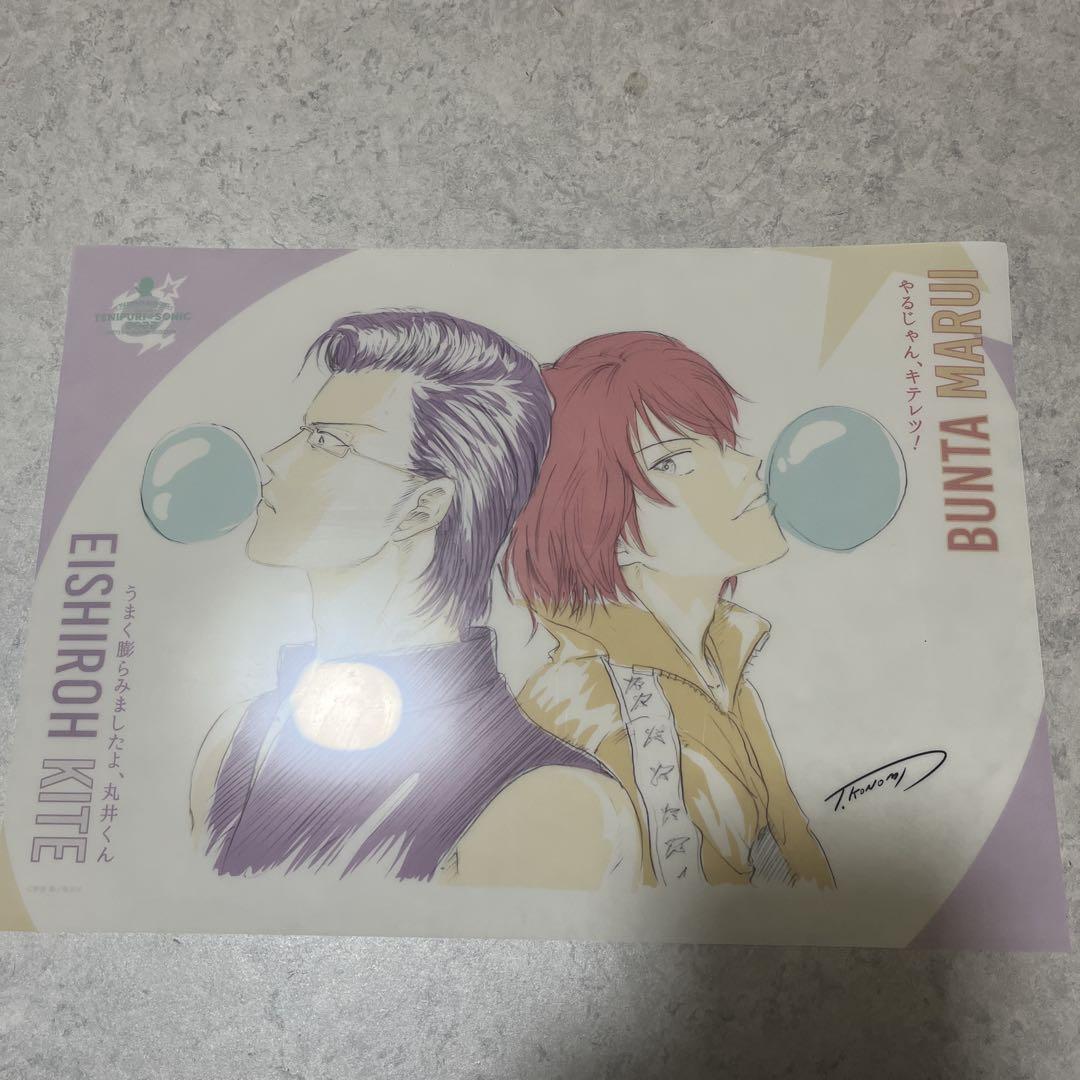 TENIPURI★SONIC
2022
BUNTA MARUI
やるじゃん、キテレツ!
EISHIROH KITE
うまく膨らみましたよ、丸井くん
T.KONOMI